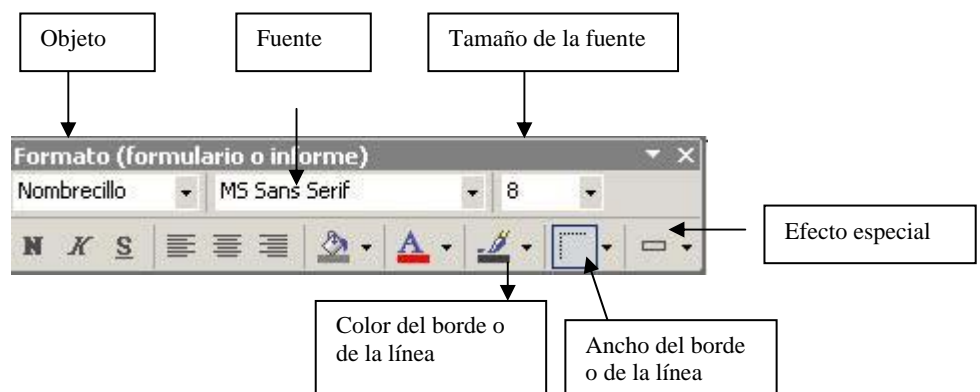 Objeto
Fuente
Tamaño de la fuente
Formato (formulario o informe)
Nombrecillo
MS Sans Serif
8
N K S
A
Efecto especial
Color del borde o
de la línea
Ancho del borde
o de la línea